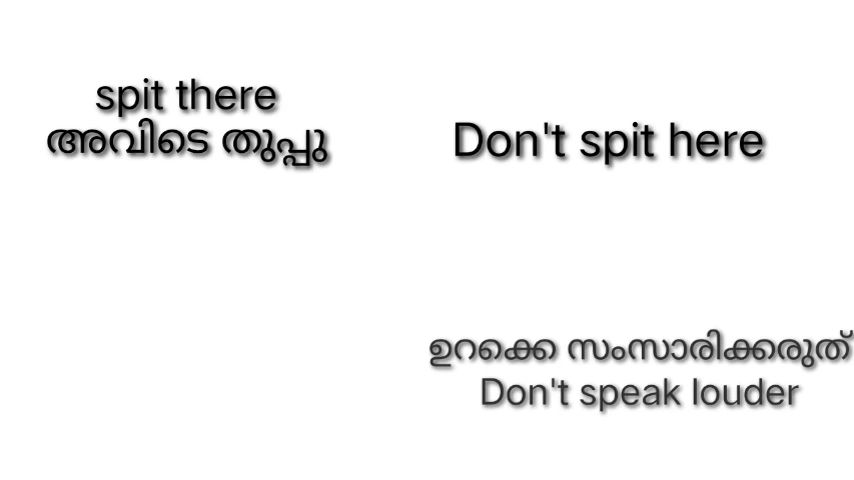 spit there
അവിടെ തുപ്പു
Don't spit here
ഉറക്കെ സംസാരിക്കരുത്
Don't speak louder